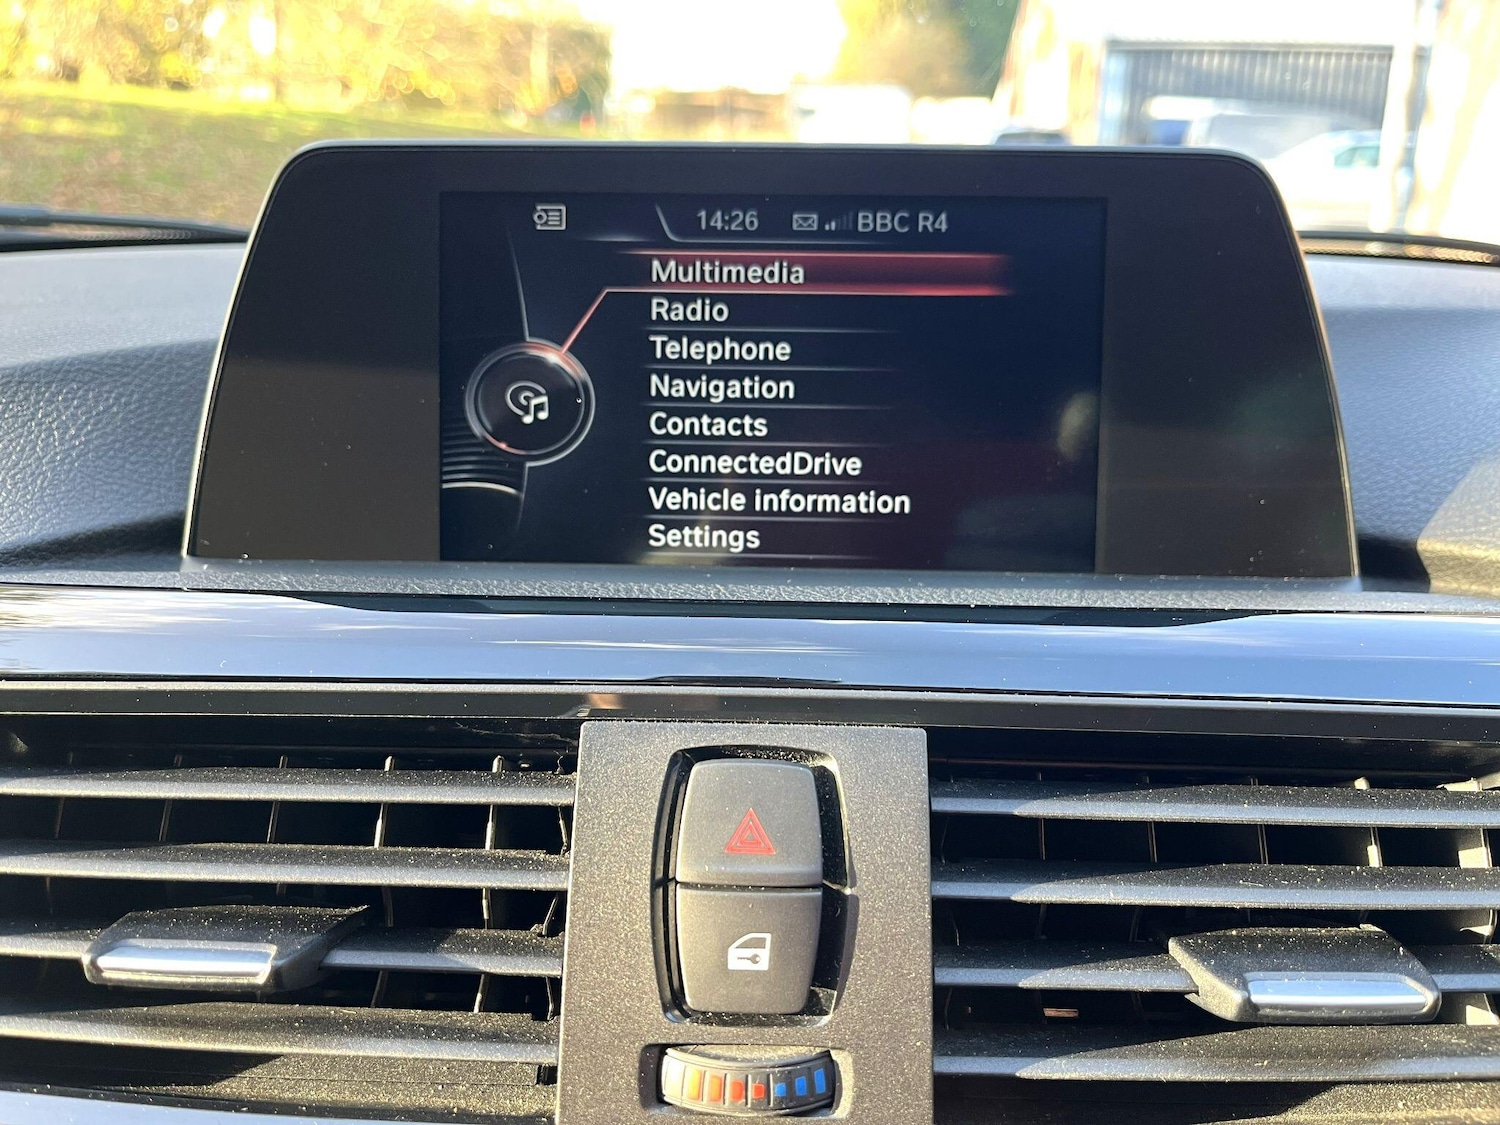 14:26 BBC R4
Multimedia
Radio
Telephone
Navigation
Contacts
ConnectedDrive
Vehicle information
Settings